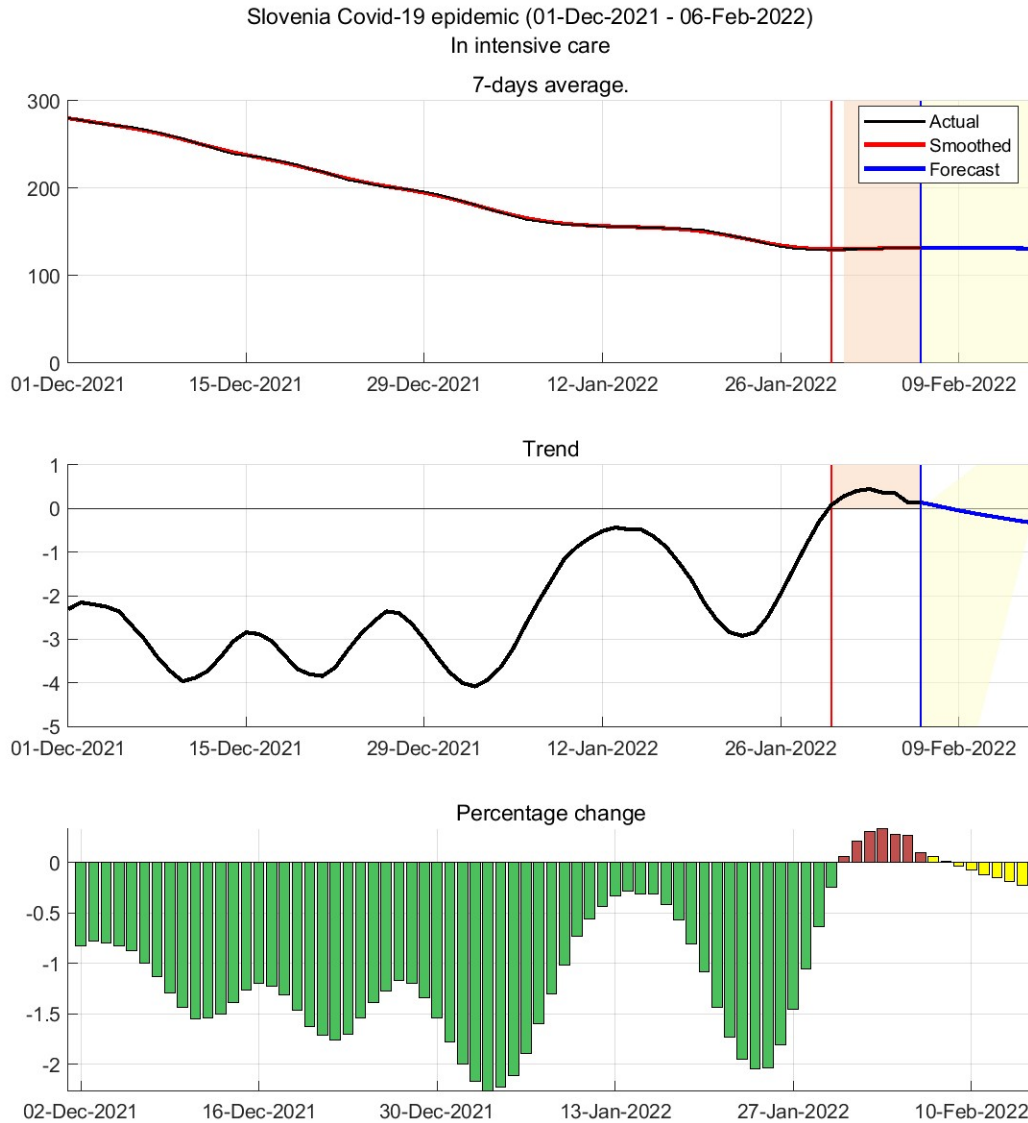 Slovenia Covid-19 epidemic (01-Dec-2021 - 06-Feb-2022)
In intensive care
7-days average.
300
200
100
0
Actual
Smoothed
Forecast
01-Dec-2021 15-Dec-2021 29-Dec-2021 12-Jan-2022 26-Jan-2022 09-Feb-2022
Trend
1
0
-1
-2
-3
-4
-5
01-Dec-2021 15-Dec-2021 29-Dec-2021 12-Jan-2022 26-Jan-2022 09-Feb-2022
Percentage change
0
-0.5
-1
-1.5
-2
02-Dec-2021 16-Dec-2021 30-Dec-2021 13-Jan-2022 27-Jan-2022 10-Feb-2022